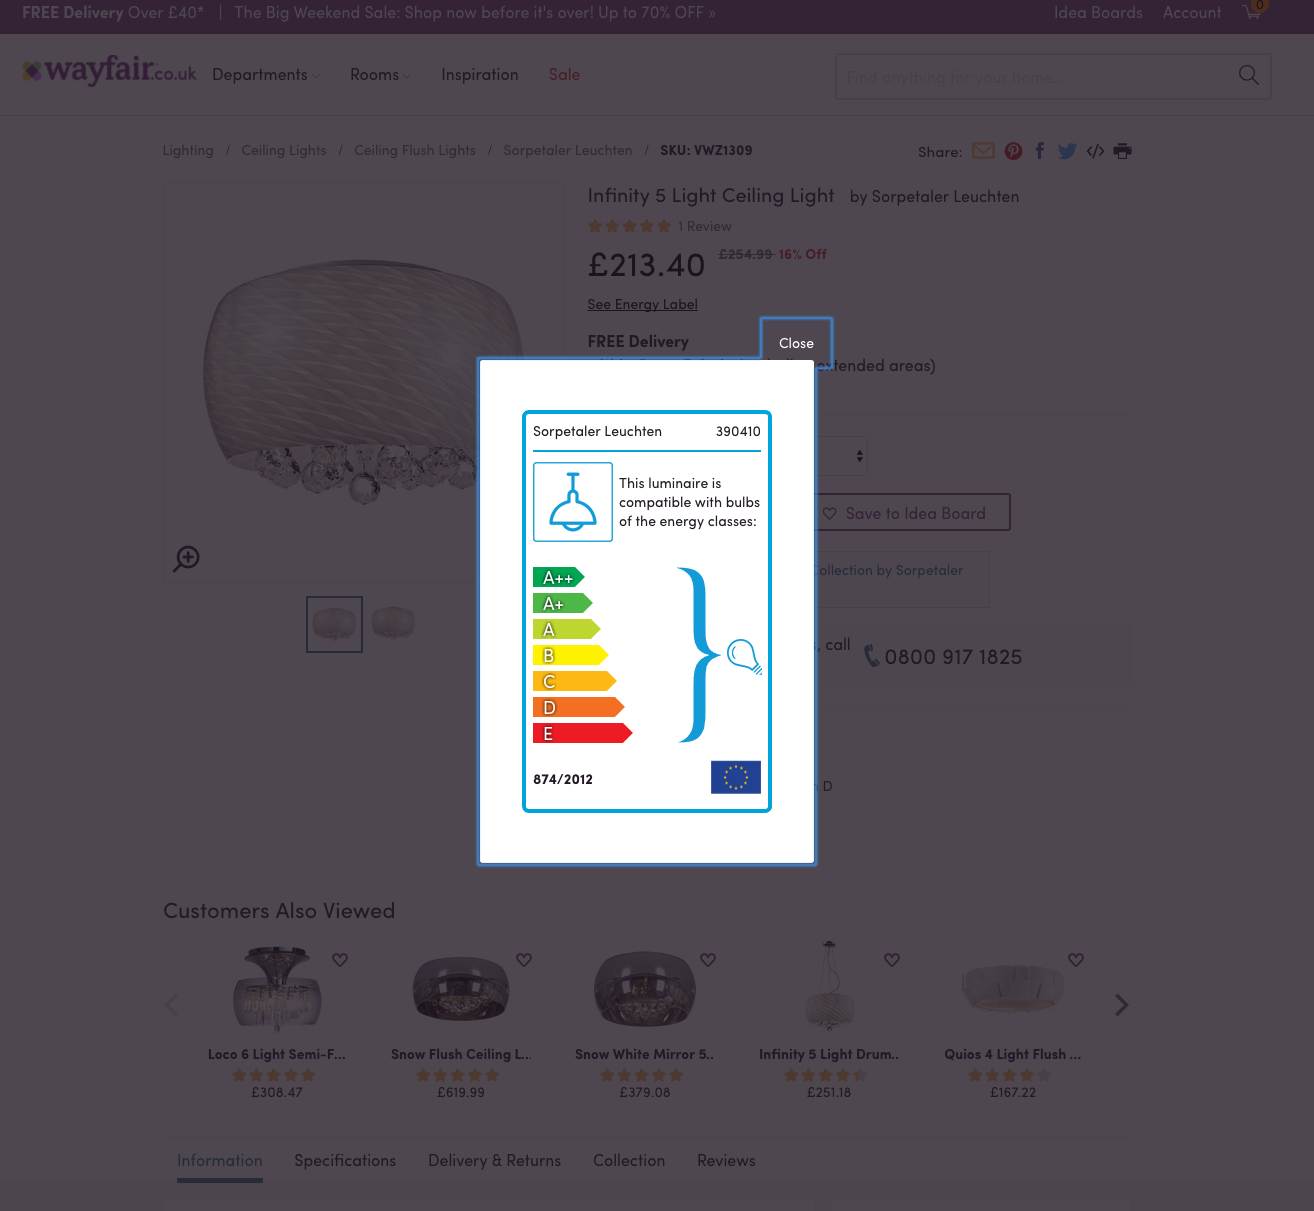 FREE Delivery Over £40* | The Big Weekend Sale: Shop now before it's over! Up to 70% OFF »
Idea Boards Account 0
wayfair.co.uk Departments Rooms Inspiration Sale
Find anything for your home...
Lighting / Ceiling Lights / Ceiling Flush Lights / Sorpetaler Leuchten / SKU: VWZ1309
Share:
Infinity 5 Light Ceiling Light by Sorpetaler Leuchten
1 Review
£213.40 £254.99 16% Off
See Energy Label
FREE Delivery
Close
extended areas)
Sorpetaler Leuchten 390410
This luminaire is
compatible with bulbs
of the energy classes:
A++
A+
A
B
C
D
E
874/2012
Save to Idea Board
Collection by Sorpetaler
, call
0800 917 1825
D
Customers Also Viewed
Loco 6 Light Semi-F...
£308.47
Snow Flush Ceiling L...
£619.99
Snow White Mirror 5..
£379.08
Infinity 5 Light Drum..
£251.18
Quios 4 Light Flush ...
£167.22
Information Specifications Delivery & Returns Collection Reviews